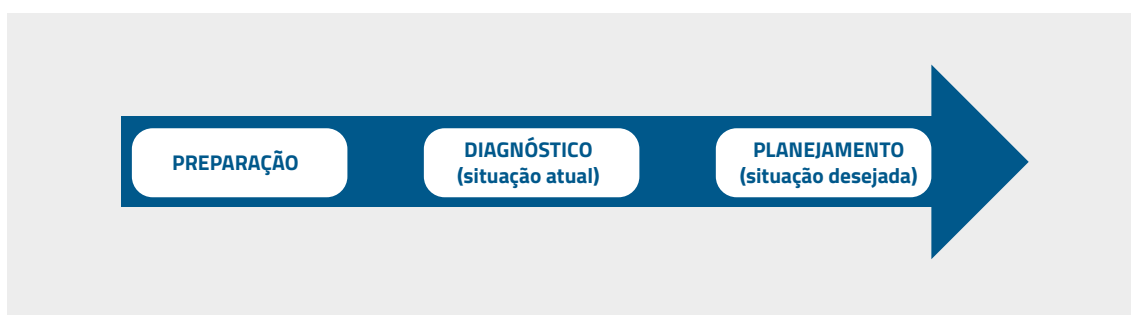 PREPARAÇÃO
DIAGNÓSTICO
(situação atual)
PLANEJAMENTO
(situação desejada)